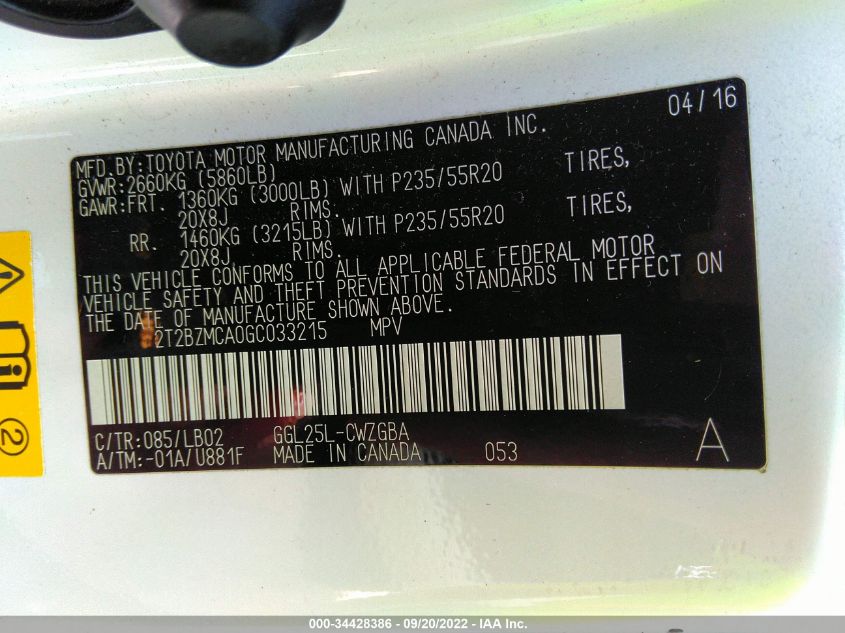 04/16
MFD.BY:TOYOTA MOTOR MANUFACTURING CANADA INC.
GVWR:2660KG (5860LB)
GAWR:FRT. 1360KG (3000LB) WITH P235/55R20 TIRES,
20X8J RIMS.
RR. 1460KG (3215LB) WITH P235/55R20 TIRES,
20X8J RIMS.
THIS VEHICLE CONFORMS TO ALL APPLICABLE FEDERAL MOTOR
VEHICLE SAFETY AND THEFT PREVENTION STANDARDS IN EFFECT ON
THE DATE OF MANUFACTURE SHOWN ABOVE.
2T2BZMCA0GC033215 MPV
C/TR:085/LB02 GGL25L-CWZGBA
A/TM:-01A/U881F MADE IN CANADA 053 A
2
000-34428386 - 09/20/2022 - IAA Inc.